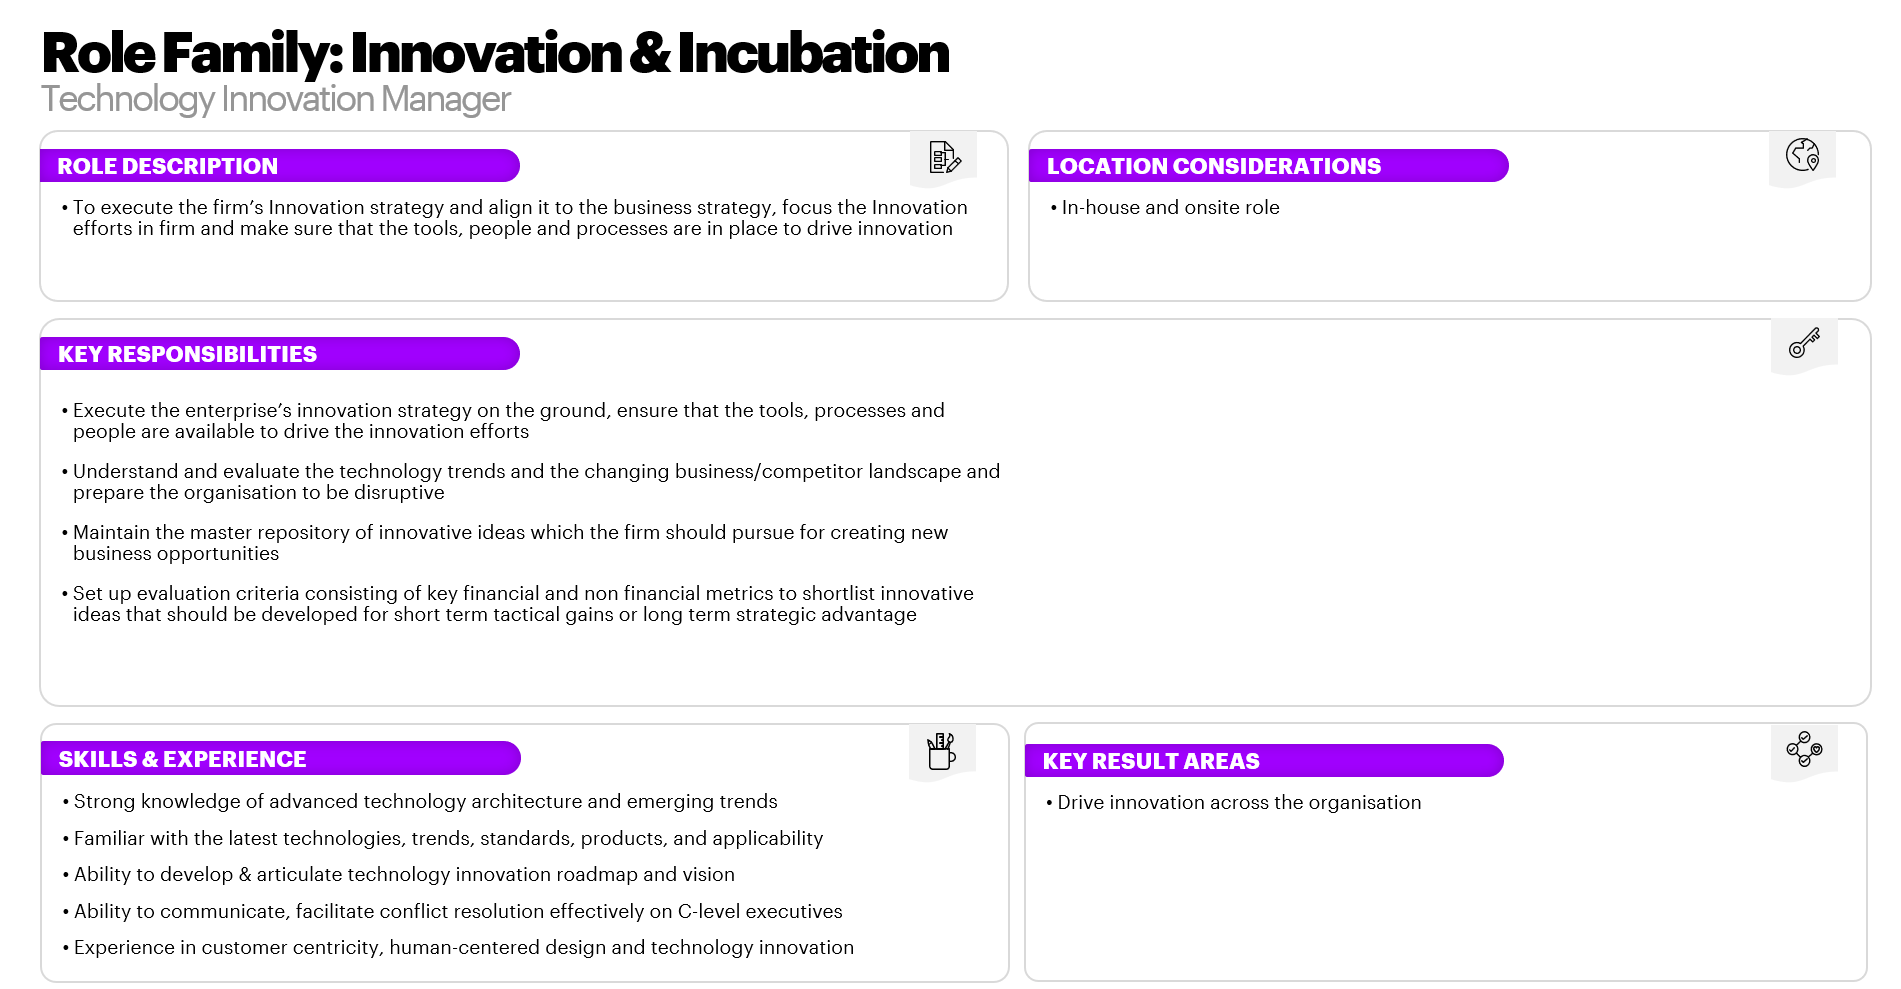 Role Family: Innovation & Incubation
Technology Innovation Manager
ROLE DESCRIPTION
• To execute the firm’s Innovation strategy and align it to the business strategy, focus the Innovation
efforts in firm and make sure that the tools, people and processes are in place to drive innovation
LOCATION CONSIDERATIONS
• In-house and onsite role
KEY RESPONSIBILITIES
• Execute the enterprise’s innovation strategy on the ground, ensure that the tools, processes and
people are available to drive the innovation efforts
• Understand and evaluate the technology trends and the changing business/competitor landscape and
prepare the organisation to be disruptive
• Maintain the master repository of innovative ideas which the firm should pursue for creating new
business opportunities
• Set up evaluation criteria consisting of key financial and non financial metrics to shortlist innovative
ideas that should be developed for short term tactical gains or long term strategic advantage
SKILLS & EXPERIENCE
• Strong knowledge of advanced technology architecture and emerging trends
• Familiar with the latest technologies, trends, standards, products, and applicability
• Ability to develop & articulate technology innovation roadmap and vision
• Ability to communicate, facilitate conflict resolution effectively on C-level executives
• Experience in customer centricity, human-centered design and technology innovation
KEY RESULT AREAS
• Drive innovation across the organisation